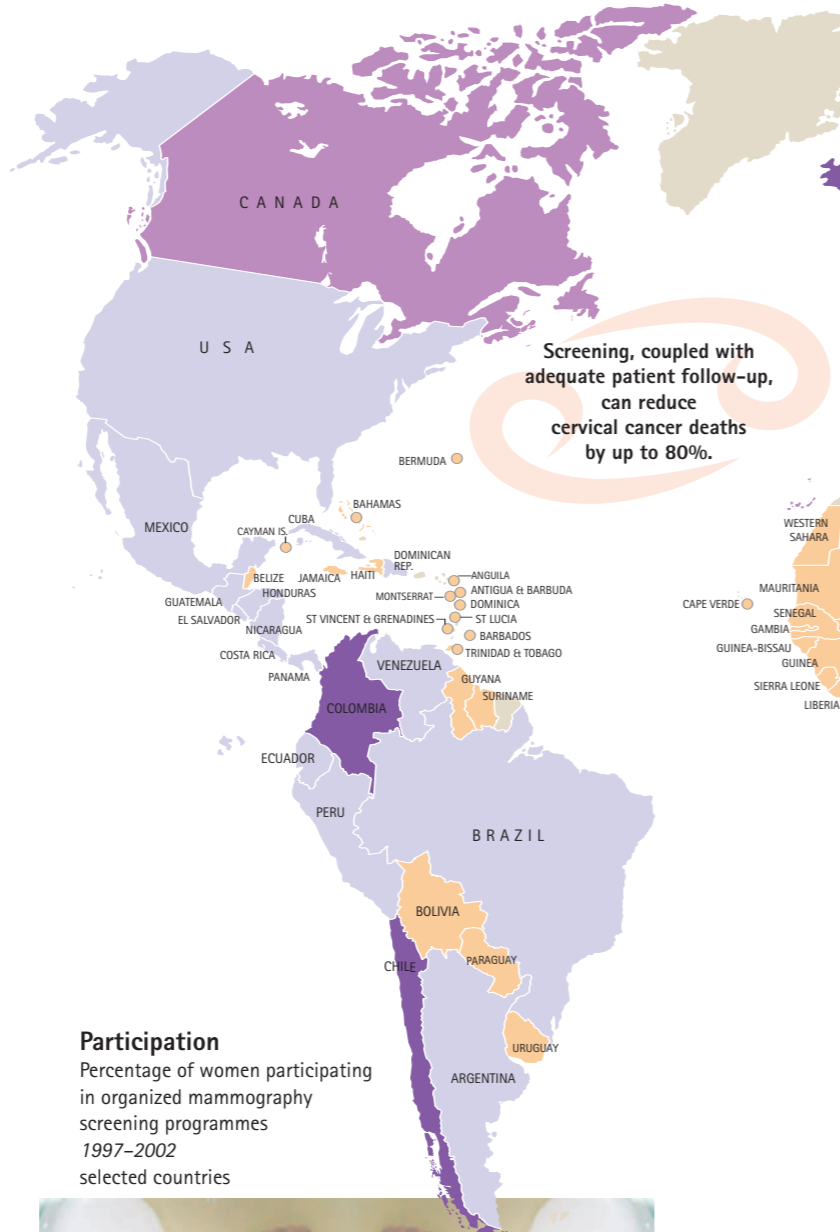 CANADA
USA
Screening, coupled with
adequate patient follow-up,
can reduce
cervical cancer deaths
by up to 80%.
BERMUDA
BAHAMAS
CUBA
CAYMAN IS.
MEXICO
DOMINICAN
REP.
BELIZE
JAMAICA
HAITI
ANGUILA
HONDURAS
ANTIGUA & BARBUDA
MONTSERRAT
GUATEMALA
DOMINICA
EL SALVADOR
ST VINCENT & GRENADINES
ST LUCIA
NICARAGUA
BARBADOS
COSTA RICA
TRINIDAD & TOBAGO
PANAMA
VENEZUELA
GUYANA
SURINAME
COLOMBIA
ECUADOR
PERU
BRAZIL
BOLIVIA
PARAGUAY
CHILE
URUGUAY
ARGENTINA
WESTERN
SAHARA
MAURITANIA
CAPE VERDE
SENEGAL
GAMBIA
GUINEA-BISSAU
GUINEA
SIERRA LEONE
LIBERIA
Participation
Percentage of women participating
in organized mammography
screening programmes
1997–2002
selected countries